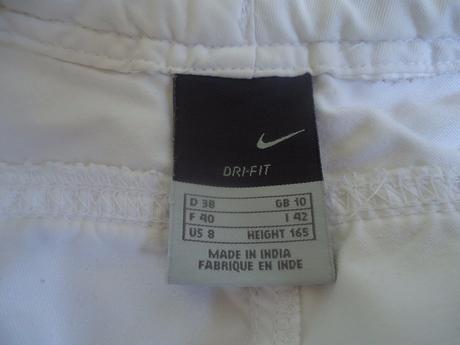 DRI-FIT
D 38 GB 10
F 40 I 42
US 8 HEIGHT 165
MADE IN INDIA
FABRIQUE EN INDE